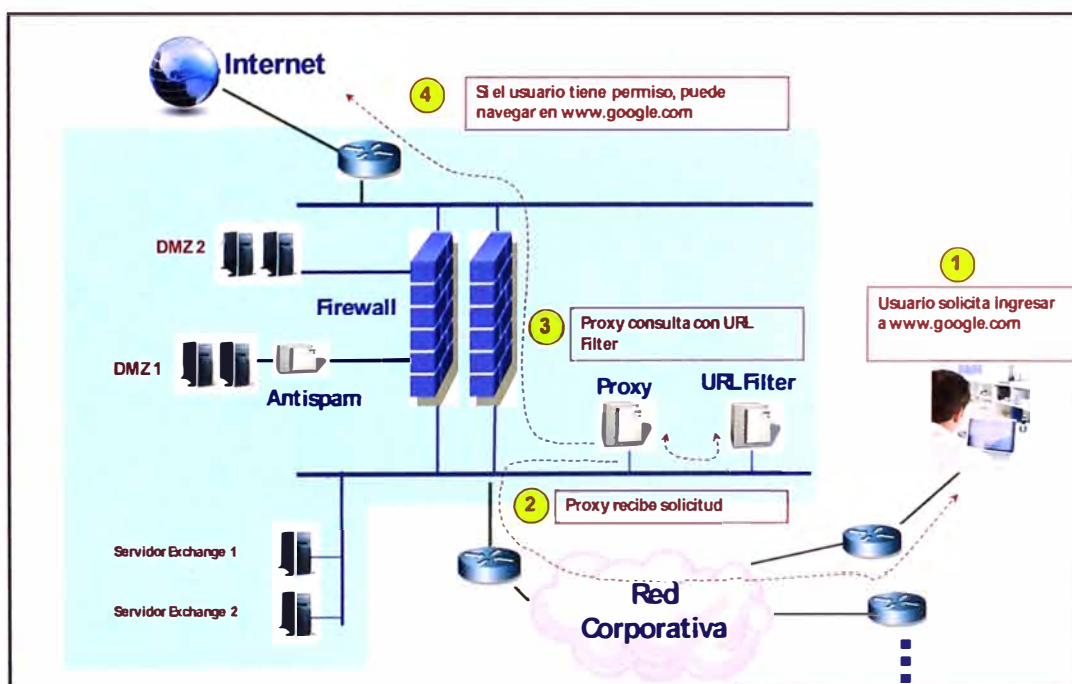 Internet
4
Si el usuario tiene permiso, puede
navegar en www.google.com
DMZ 2
Firewall
1
Usuario solicita ingresar
a www.google.com
3
Proxy consulta con URL
Filter
DMZ 1
Antispam
Proxy
URL Filter
2
Proxy recibe solicitud
Servidor Exchange 1
Servidor Exchange 2
Red
Corporativa